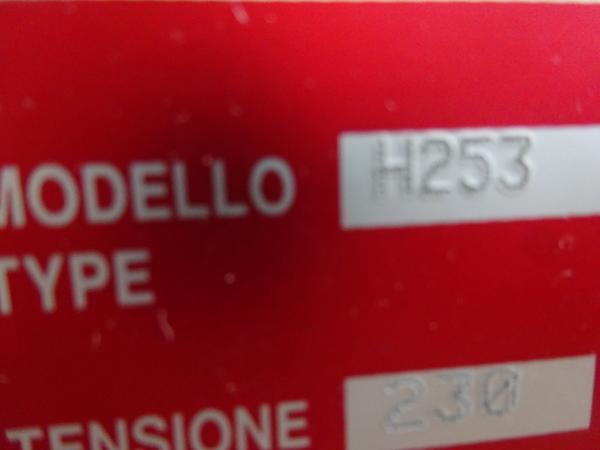 MODELLO H253
TYPE
TENSIONE 230